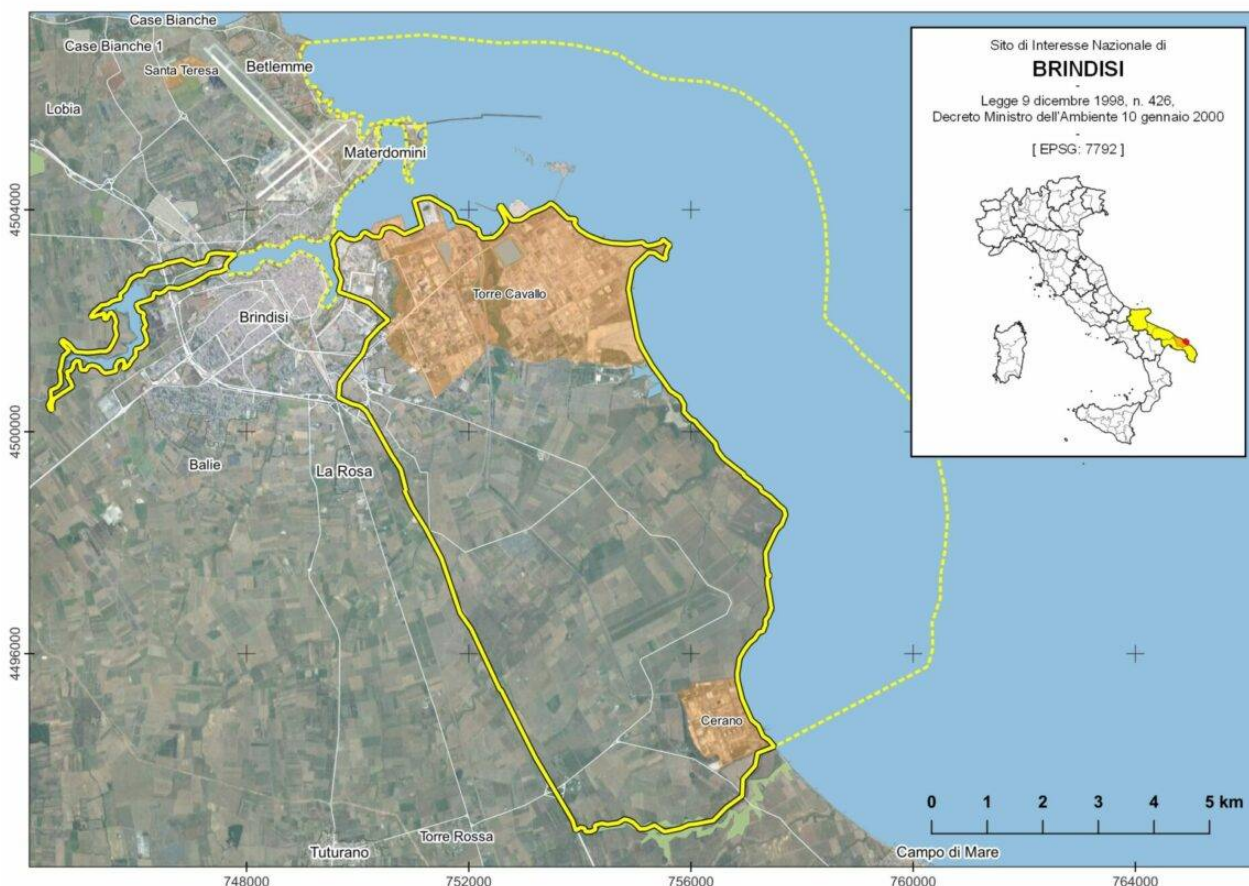 Case Bianche
Case Bianche 1
Betlemme
Santa Teresa
Lobia
Materdomini
Torre Cavallo
Brindisi
Balie
La Rosa
Cerano
Torre Rossa
Tuturano
Campo di Mare
Sito di Interesse Nazionale di
BRINDISI
-
Legge 9 dicembre 1998, n. 426,
Decreto Ministro dell'Ambiente 10 gennaio 2000
-
[ EPSG: 7792 ]
0 1 2 3 4 5 km
4504000
4500000
4496000
748000 752000 756000 760000 764000